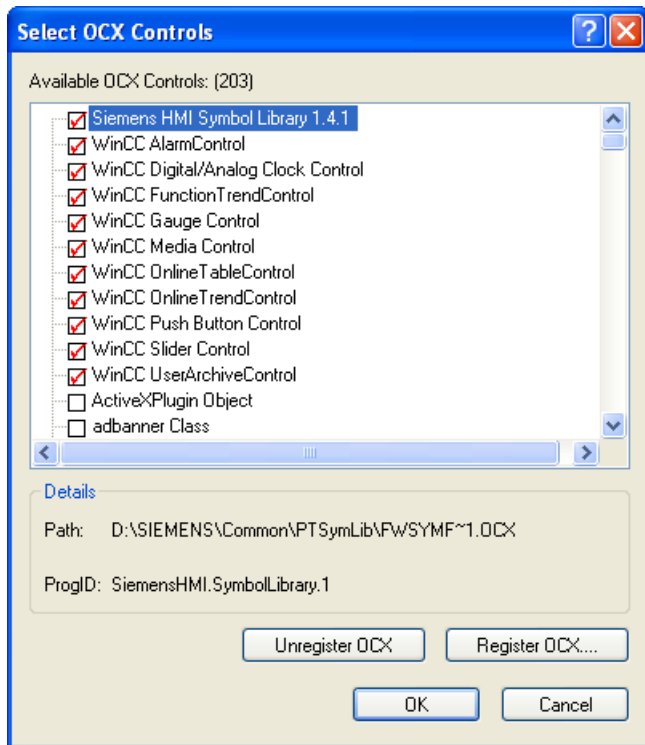 Select OCX Controls
Available OCX Controls: (203)
Siemens HMI Symbol Library 1.4.1
WinCC AlarmControl
WinCC Digital/Analog Clock Control
WinCC FunctionTrendControl
WinCC Gauge Control
WinCC Media Control
WinCC OnlineTableControl
WinCC OnlineTrendControl
WinCC Push Button Control
WinCC Slider Control
WinCC UserArchiveControl
ActiveXPlugin Object
adbanner Class
Details
Path: D:\SIEMENS\Common\PTSymLib\FWSYMF~1.OCX
ProgID: SiemensHMI.SymbolLibrary.1
Unregister OCX Register OCX....
OK Cancel